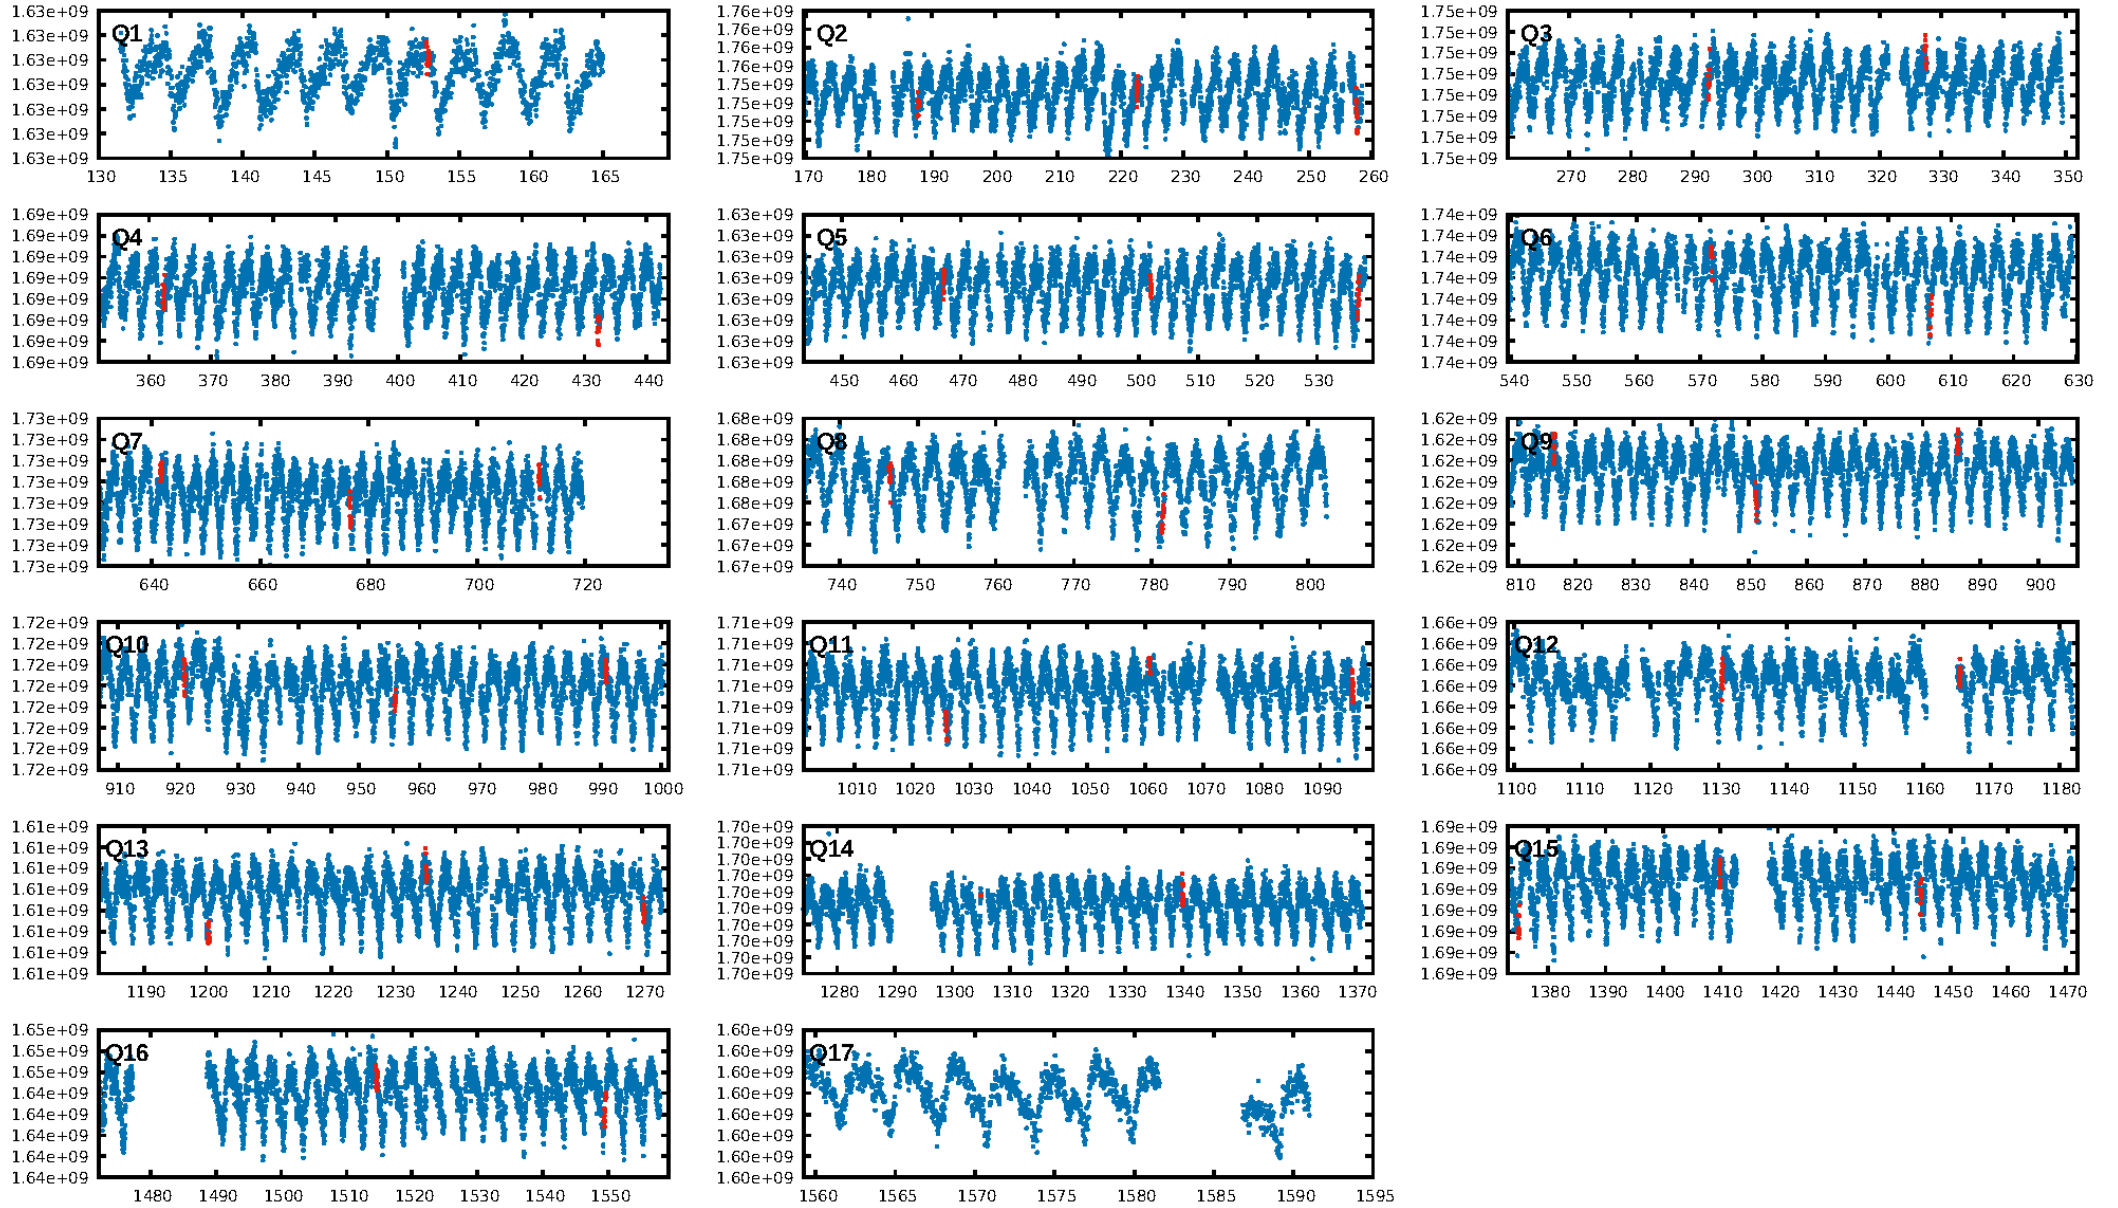 1.63e+09 1.63e+09 1.63e+09 1.63e+09 1.63e+09 1.63e+09 1.63e+09
Q1
130 135 140 145 150 155 160 165
1.76e+09 1.76e+09 1.76e+09 1.76e+09 1.75e+09 1.75e+09 1.75e+09 1.75e+09 1.75e+09
Q2
170 180 190 200 210 220 230 240 250 260
1.75e+09 1.75e+09 1.75e+09 1.75e+09 1.75e+09 1.75e+09 1.75e+09 1.75e+09
Q3
270 280 290 300 310 320 330 340 350
1.69e+09 1.69e+09 1.69e+09 1.69e+09 1.69e+09 1.69e+09 1.69e+09 1.69e+09
Q4
360 370 380 390 400 410 420 430 440
1.63e+09 1.63e+09 1.63e+09 1.63e+09 1.63e+09 1.63e+09 1.63e+09 1.63e+09
Q5
450 460 470 480 490 500 510 520 530
1.74e+09 1.74e+09 1.74e+09 1.74e+09 1.74e+09 1.74e+09 1.74e+09 1.74e+09
Q6
540 550 560 570 580 590 600 610 620 630
1.73e+09 1.73e+09 1.73e+09 1.73e+09 1.73e+09 1.73e+09 1.73e+09 1.73e+09
Q7
640 660 680 700 720
1.68e+09 1.68e+09 1.68e+09 1.68e+09 1.68e+09 1.67e+09 1.67e+09 1.67e+09
Q8
740 750 760 770 780 790 800
1.62e+09 1.62e+09 1.62e+09 1.62e+09 1.62e+09 1.62e+09 1.62e+09 1.62e+09
Q9
810 820 830 840 850 860 870 880 890 900
1.72e+09 1.72e+09 1.72e+09 1.72e+09 1.72e+09 1.72e+09 1.72e+09 1.72e+09
Q10
910 920 930 940 950 960 970 980 990 1000
1.71e+09 1.71e+09 1.71e+09 1.71e+09 1.71e+09 1.71e+09 1.71e+09 1.71e+09
Q11
1010 1020 1030 1040 1050 1060 1070 1080 1090
1.66e+09 1.66e+09 1.66e+09 1.66e+09 1.66e+09 1.66e+09 1.66e+09 1.66e+09
Q12
1100 1110 1120 1130 1140 1150 1160 1170 1180
1.61e+09 1.61e+09 1.61e+09 1.61e+09 1.61e+09 1.61e+09 1.61e+09 1.61e+09
Q13
1190 1200 1210 1220 1230 1240 1250 1260 1270
1.70e+09 1.70e+09 1.70e+09 1.70e+09 1.70e+09 1.70e+09 1.70e+09 1.70e+09 1.70e+09 1.70e+09
Q14
1280 1290 1300 1310 1320 1330 1340 1350 1360 1370
1.69e+09 1.69e+09 1.69e+09 1.69e+09 1.69e+09 1.69e+09 1.69e+09 1.69e+09
Q15
1380 1390 1400 1410 1420 1430 1440 1450 1460 1470
1.65e+09 1.65e+09 1.65e+09 1.64e+09 1.64e+09 1.64e+09 1.64e+09 1.64e+09
Q16
1480 1490 1500 1510 1520 1530 1540 1550
1.60e+09 1.60e+09 1.60e+09 1.60e+09 1.60e+09 1.60e+09 1.60e+09 1.60e+09
Q17
1560 1565 1570 1575 1580 1585 1590 1595